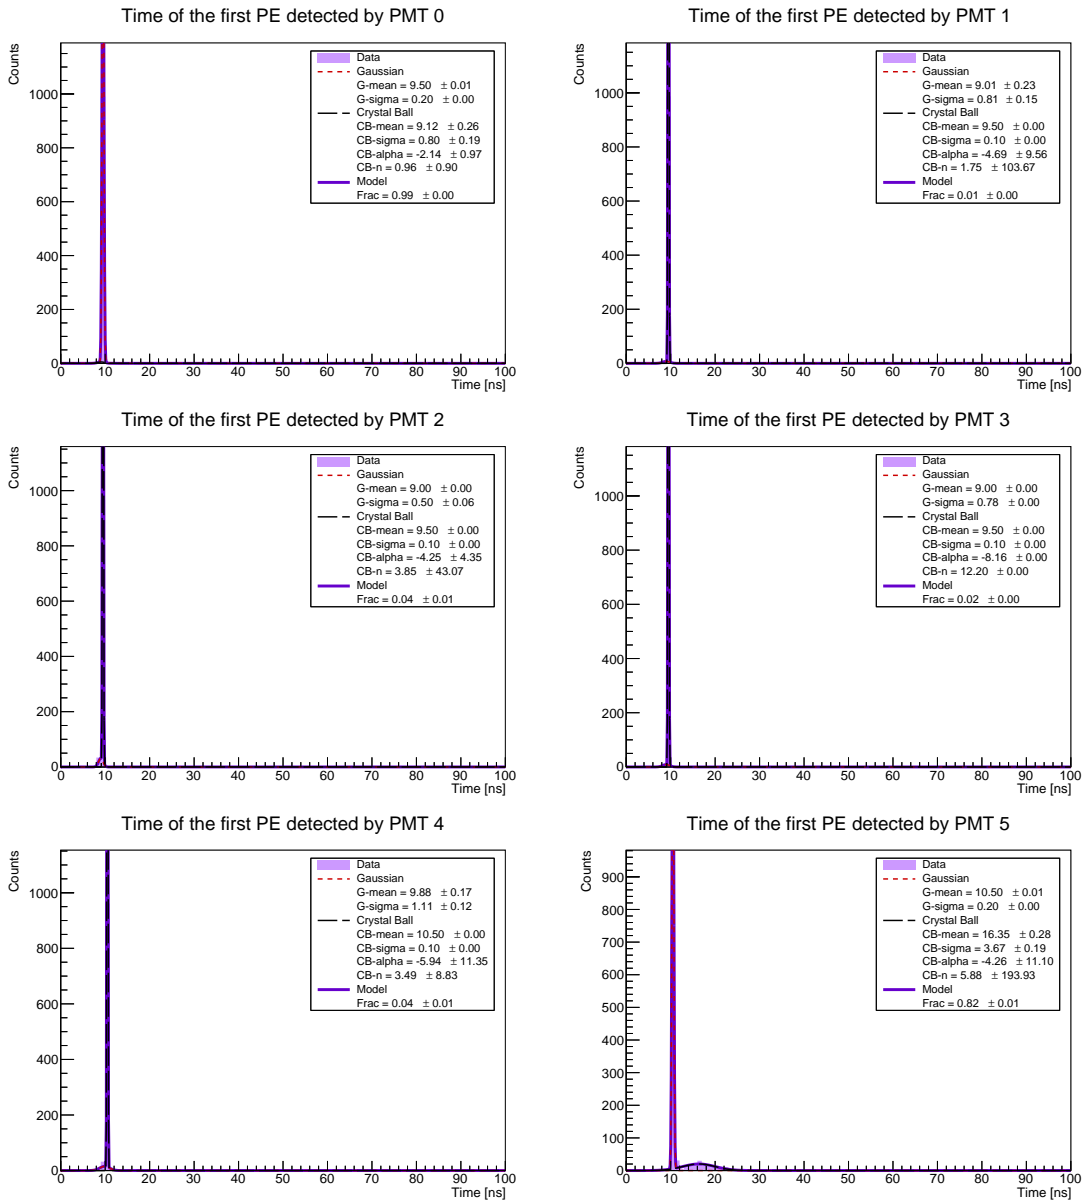 Time of the first PE detected by PMT 0
Counts
1000
800
600
400
200
0
0 10 20 30 40 50 60 70 80 90 100
Time [ns]
Data
Gaussian
G-mean = 9.50 ± 0.01
G-sigma = 0.20 ± 0.00
Crystal Ball
CB-mean = 9.12 ± 0.26
CB-sigma = 0.80 ± 0.19
CB-alpha = -2.14 ± 0.97
CB-n = 0.96 ± 0.90
Model
Frac = 0.99 ± 0.00
Time of the first PE detected by PMT 1
Counts
1000
800
600
400
200
0
0 10 20 30 40 50 60 70 80 90 100
Time [ns]
Data
Gaussian
G-mean = 9.01 ± 0.23
G-sigma = 0.81 ± 0.15
Crystal Ball
CB-mean = 9.50 ± 0.00
CB-sigma = 0.10 ± 0.00
CB-alpha = -4.69 ± 9.56
CB-n = 1.75 ± 103.67
Model
Frac = 0.01 ± 0.00
Time of the first PE detected by PMT 2
Counts
1000
800
600
400
200
0
0 10 20 30 40 50 60 70 80 90 100
Time [ns]
Data
Gaussian
G-mean = 9.00 ± 0.00
G-sigma = 0.50 ± 0.06
Crystal Ball
CB-mean = 9.50 ± 0.00
CB-sigma = 0.10 ± 0.00
CB-alpha = -4.25 ± 4.35
CB-n = 3.85 ± 43.07
Model
Frac = 0.04 ± 0.01
Time of the first PE detected by PMT 3
Counts
1000
800
600
400
200
0
0 10 20 30 40 50 60 70 80 90 100
Time [ns]
Data
Gaussian
G-mean = 9.00 ± 0.00
G-sigma = 0.78 ± 0.00
Crystal Ball
CB-mean = 9.50 ± 0.00
CB-sigma = 0.10 ± 0.00
CB-alpha = -8.16 ± 0.00
CB-n = 12.20 ± 0.00
Model
Frac = 0.02 ± 0.00
Time of the first PE detected by PMT 4
Counts
1000
800
600
400
200
0
0 10 20 30 40 50 60 70 80 90 100
Time [ns]
Data
Gaussian
G-mean = 9.88 ± 0.17
G-sigma = 1.11 ± 0.12
Crystal Ball
CB-mean = 10.50 ± 0.00
CB-sigma = 0.10 ± 0.00
CB-alpha = -5.94 ± 11.35
CB-n = 3.49 ± 8.83
Model
Frac = 0.04 ± 0.01
Time of the first PE detected by PMT 5
Counts
900
800
700
600
500
400
300
200
100
0
0 10 20 30 40 50 60 70 80 90 100
Time [ns]
Data
Gaussian
G-mean = 10.50 ± 0.01
G-sigma = 0.20 ± 0.00
Crystal Ball
CB-mean = 16.35 ± 0.28
CB-sigma = 3.67 ± 0.19
CB-alpha = -4.26 ± 11.10
CB-n = 5.88 ± 193.93
Model
Frac = 0.82 ± 0.01